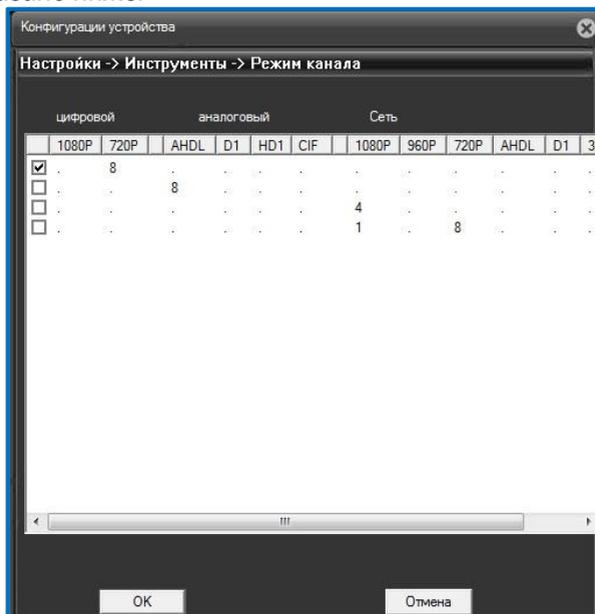 Конфигурации устройства
Настройки -> Инструменты -> Режим канала
цифровой аналоговый Сеть
1080P 720P AHDL D1 HD1 CIF 1080P 960P 720P AHDL D1 3
. 8 . . . . . . . . . .
. . 8 . . . . . . . . .
. . . . . . 4 . . . . .
. . . . . . 1 . 8 . . .
OK Отмена